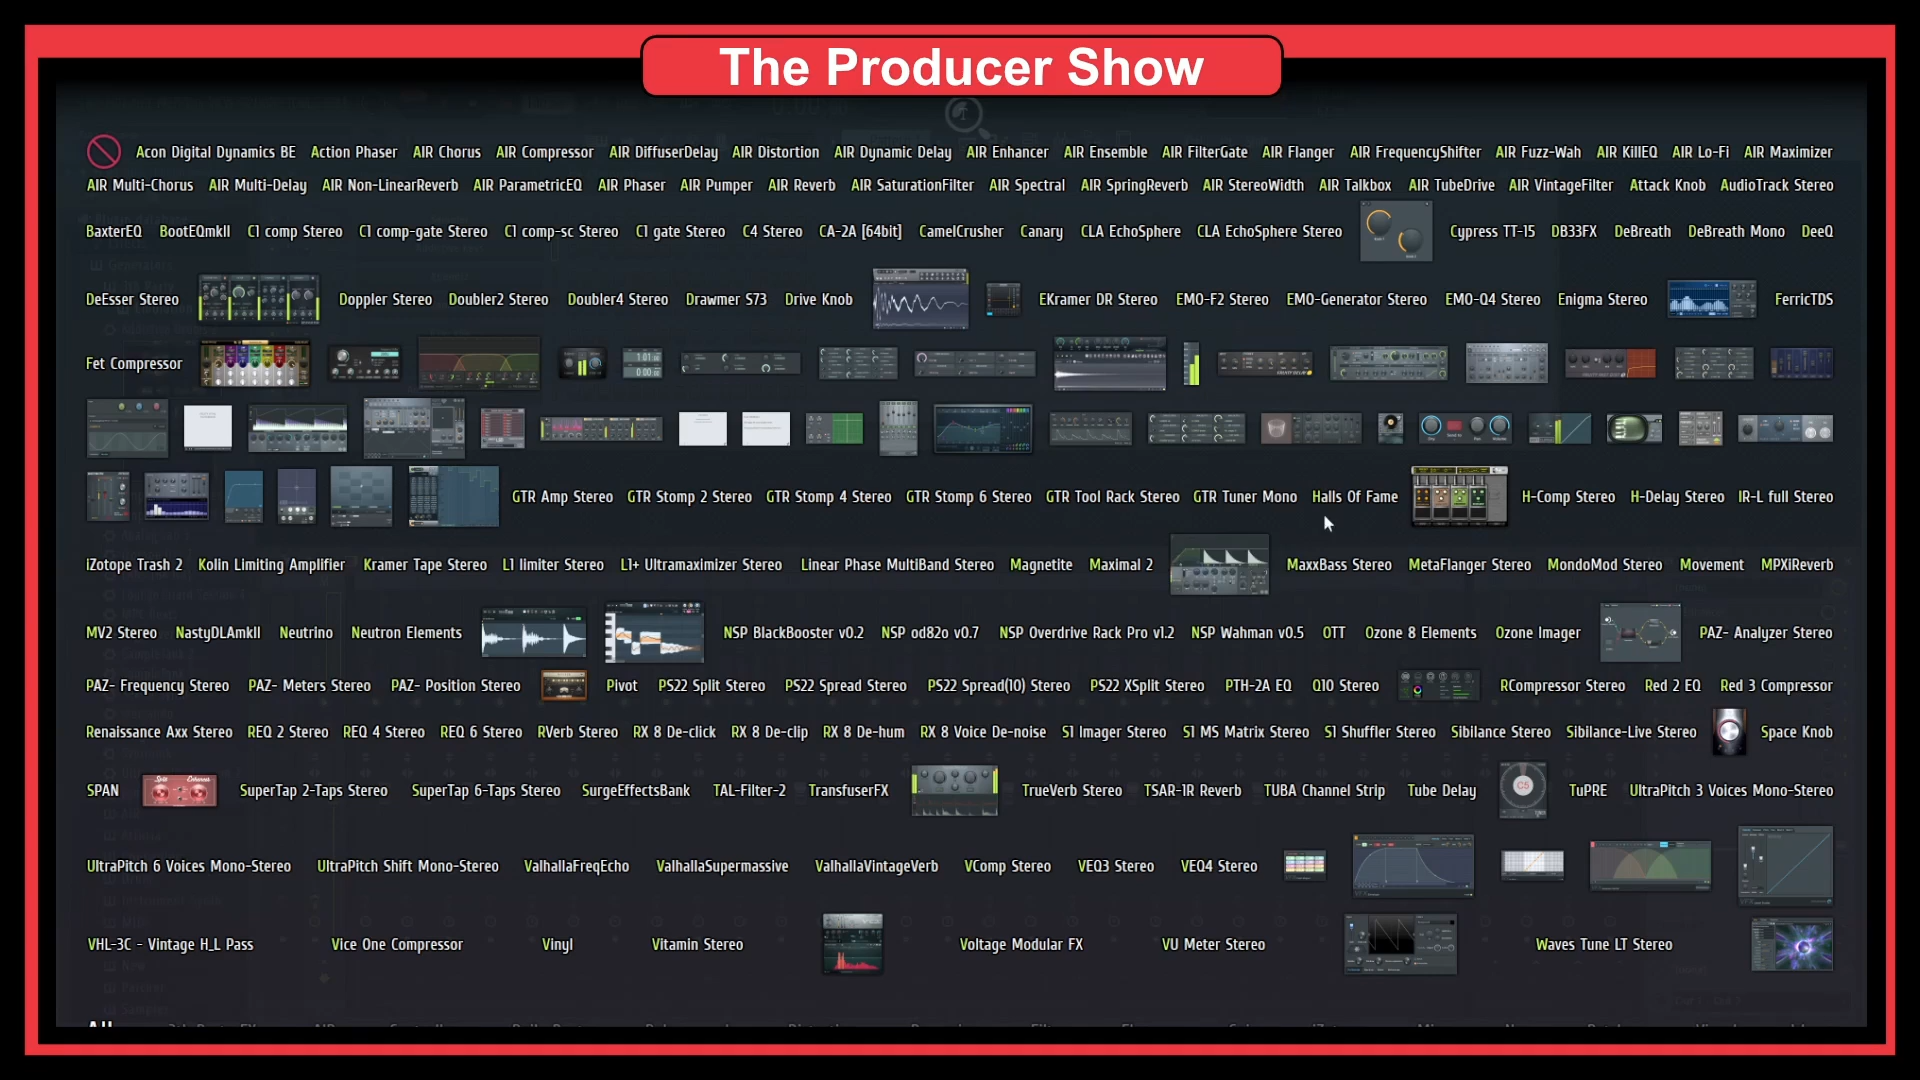 The Producer Show
Acon Digital Dynamics BE Action Phaser AIR Chorus AIR Compressor AIR DiffuserDelay AIR Distortion AIR Dynamic Delay AIR Enhancer AIR Ensemble AIR FilterGate AIR Flanger AIR FrequencyShifter AIR Fuzz-Wah AIR KillEQ AIR Lo-Fi AIR Maximizer
AIR Multi-Chorus AIR Multi-Delay AIR Non-LinearReverb AIR ParametricEQ AIR Phaser AIR Pumper AIR Reverb AIR SaturationFilter AIR Spectral AIR SpringReverb AIR StereoWidth AIR Talkbox AIR TubeDrive AIR VintageFilter Attack Knob AudioTrack Stereo
BaxterEQ BootEQmkII C1 comp Stereo C1 comp-gate Stereo C1 comp-sc Stereo C1 gate Stereo C4 Stereo CA-2A [64bit] CamelCrusher Canary CLA EchoSphere CLA EchoSphere Stereo Cypress TT-15 DB33FX DeBreath DeBreath Mono DeeQ
DeEsser Stereo Doppler Stereo Doubler2 Stereo Doubler4 Stereo Drawmer S73 Drive Knob EKramer DR Stereo EMO-F2 Stereo EMO-Generator Stereo EMO-Q4 Stereo Enigma Stereo FerricTDS
Fet Compressor
GTR Amp Stereo GTR Stomp 2 Stereo GTR Stomp 4 Stereo GTR Stomp 6 Stereo GTR Tool Rack Stereo GTR Tuner Mono Halls Of Fame H-Comp Stereo H-Delay Stereo IR-L full Stereo
iZotope Trash 2 Kolin Limiting Amplifier Kramer Tape Stereo L1 limiter Stereo L1+ Ultramaximizer Stereo Linear Phase MultiBand Stereo Magnetite Maximal 2 MaxxBass Stereo MetaFlanger Stereo MondoMod Stereo Movement MPXiReverb
MV2 Stereo NastyDLAmkII Neutrino Neutron Elements NSP BlackBooster v0.2 NSP od820 v0.7 NSP Overdrive Rack Pro v1.2 NSP Wahman v0.5 OTT Ozone 8 Elements Ozone Imager PAZ- Analyzer Stereo
PAZ- Frequency Stereo PAZ- Meters Stereo PAZ- Position Stereo Pivot PS22 Split Stereo PS22 Spread Stereo PS22 Spread(10) Stereo PS22 XSplit Stereo PTH-2A EQ Q10 Stereo RCompressor Stereo Red 2 EQ Red 3 Compressor
Renaissance Axx Stereo REQ 2 Stereo REQ 4 Stereo REQ 6 Stereo RVerb Stereo RX 8 De-click RX 8 De-clip RX 8 De-hum RX 8 Voice De-noise S1 Imager Stereo S1 MS Matrix Stereo S1 Shuffler Stereo Sibilance Stereo Sibilance-Live Stereo Space Knob
SPAN SuperTap 2-Taps Stereo SuperTap 6-Taps Stereo SurgeEffectsBank TAL-Filter-2 TransfuserFX TrueVerb Stereo TSAR-1R Reverb TUBA Channel Strip Tube Delay C5 TuPRE UltraPitch 3 Voices Mono-Stereo
UltraPitch 6 Voices Mono-Stereo UltraPitch Shift Mono-Stereo ValhallaFreqEcho ValhallaSupermassive ValhallaVintageVerb VComp Stereo VEQ3 Stereo VEQ4 Stereo
VHL-3C - Vintage H_L Pass Vice One Compressor Vinyl Vitamin Stereo Voltage Modular FX VU Meter Stereo Waves Tune LT Stereo